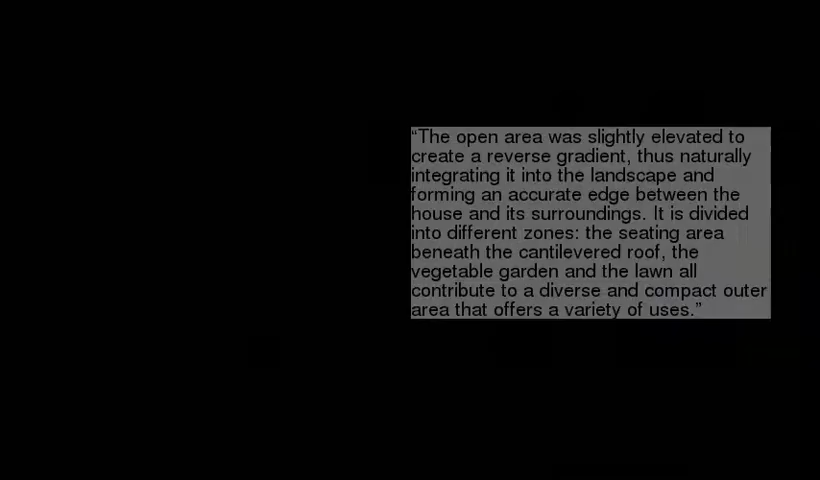 “The open area was slightly elevated to
create a reverse gradient, thus naturally
integrating it into the landscape and
forming an accurate edge between the
house and its surroundings. It is divided
into different zones: the seating area
beneath the cantilevered roof, the
vegetable garden and the lawn all
contribute to a diverse and compact outer
area that offers a variety of uses.”